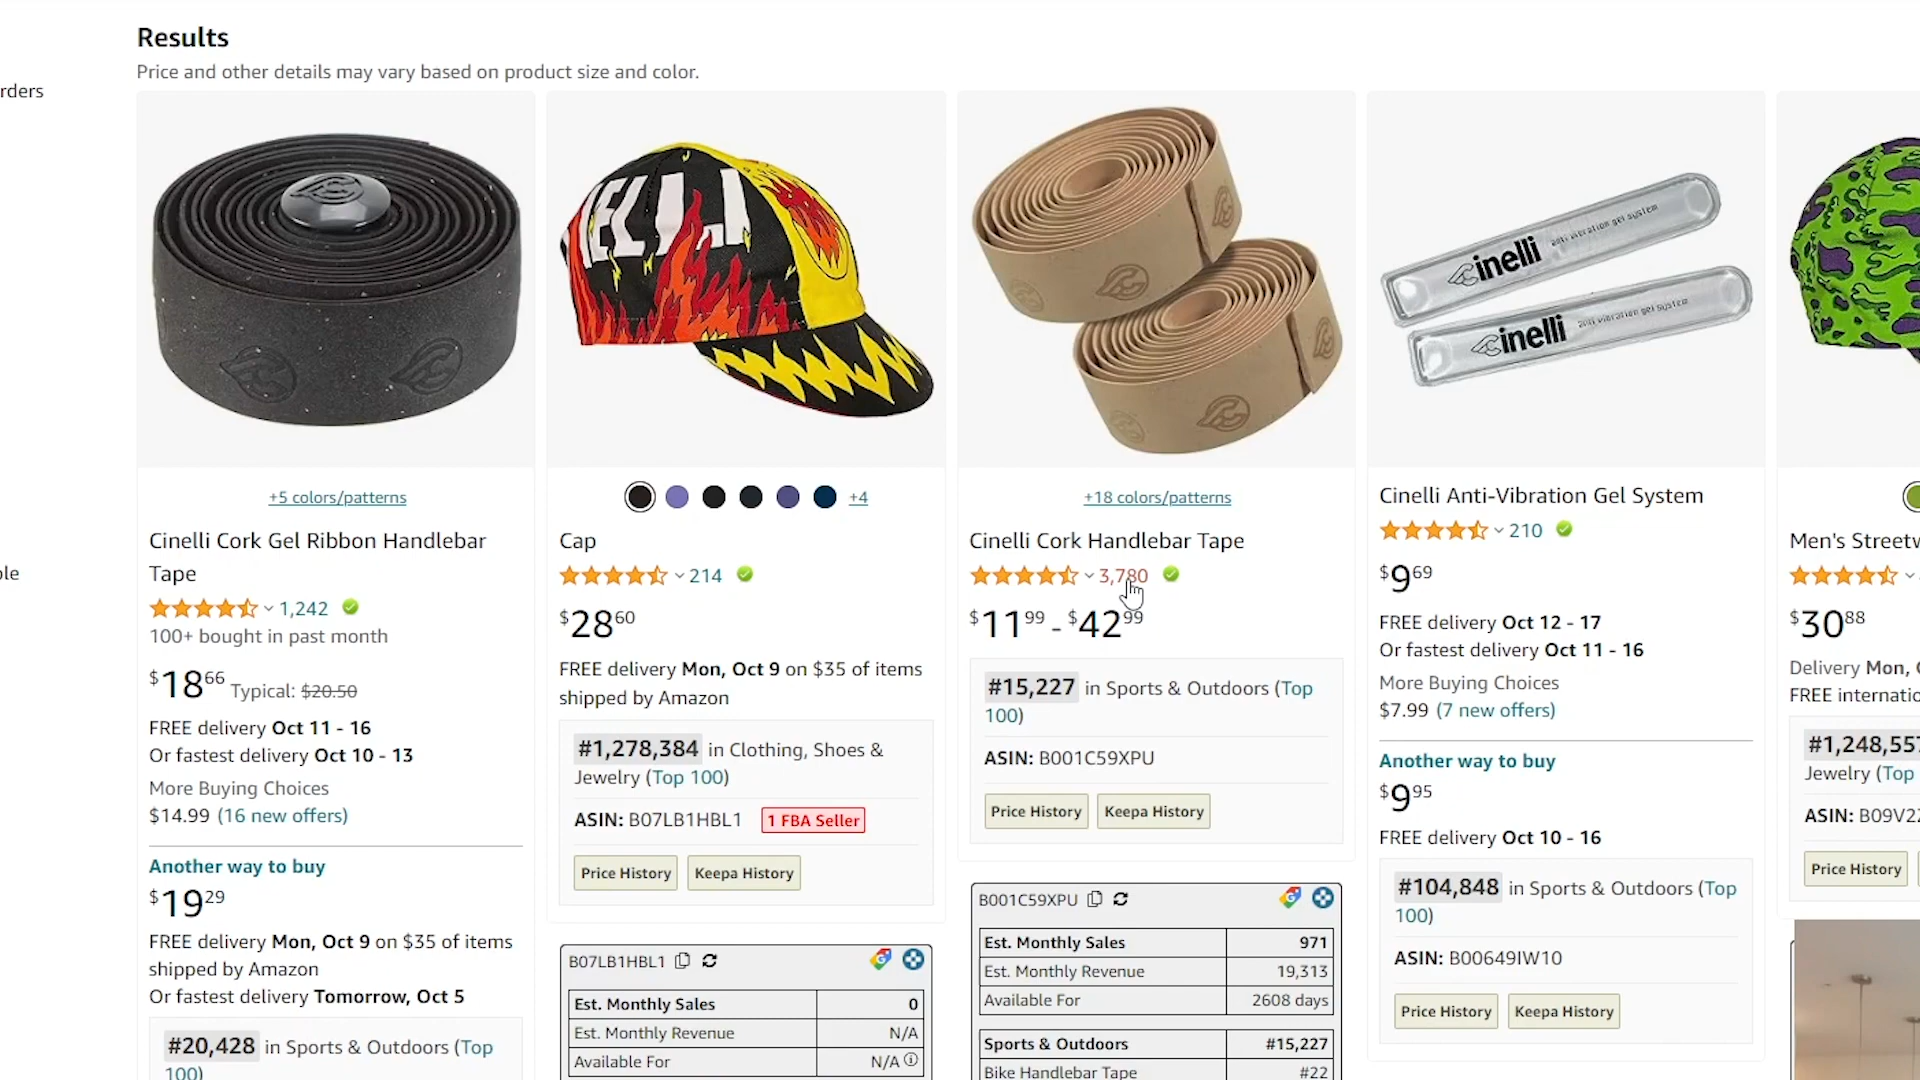 Results
Price and other details may vary based on product size and color.
rders
ple
+5 colors/patterns
Cinelli Cork Gel Ribbon Handlebar
Tape
1,242
100+ bought in past month
$18.66 Typical: $20.50
FREE delivery Oct 11 - 16
Or fastest delivery Oct 10 - 13
More Buying Choices
$14.99 (16 new offers)
Another way to buy
$19.29
FREE delivery Mon, Oct 9 on $35 of items
shipped by Amazon
Or fastest delivery Tomorrow, Oct 5
#20,428 in Sports & Outdoors (Top
100)
+4
Cap
214
$28.60
FREE delivery Mon, Oct 9 on $35 of items
shipped by Amazon
#1,278,384 in Clothing, Shoes &
Jewelry (Top 100)
ASIN: B07LB1HBL1 1 FBA Seller
Price History Keepa History
B07LB1HBL1
Est. Monthly Sales 0
Est. Monthly Revenue N/A
Available For N/A
+18 colors/patterns
Cinelli Cork Handlebar Tape
3,780
$11.99 - $42.99
#15,227 in Sports & Outdoors (Top
100)
ASIN: B001C59XPU
Price History Keepa History
B001C59XPU
Est. Monthly Sales 971
Est. Monthly Revenue 19,313
Available For 2608 days
Sports & Outdoors #15,227
Bike Handlebar Tape #22
cinelli anti vibration gel system
cinelli anti vibration gel system
Cinelli Anti-Vibration Gel System
210
$9.69
FREE delivery Oct 12 - 17
Or fastest delivery Oct 11 - 16
More Buying Choices
$7.99 (7 new offers)
Another way to buy
$9.95
FREE delivery Oct 10 - 16
#104,848 in Sports & Outdoors (Top
100)
ASIN: B00649IW10
Price History Keepa History
Men's Streetw
$30.88
Delivery Mon,
FREE internatio
#1,248,557
Jewelry (Top
ASIN: B09V2
Price History